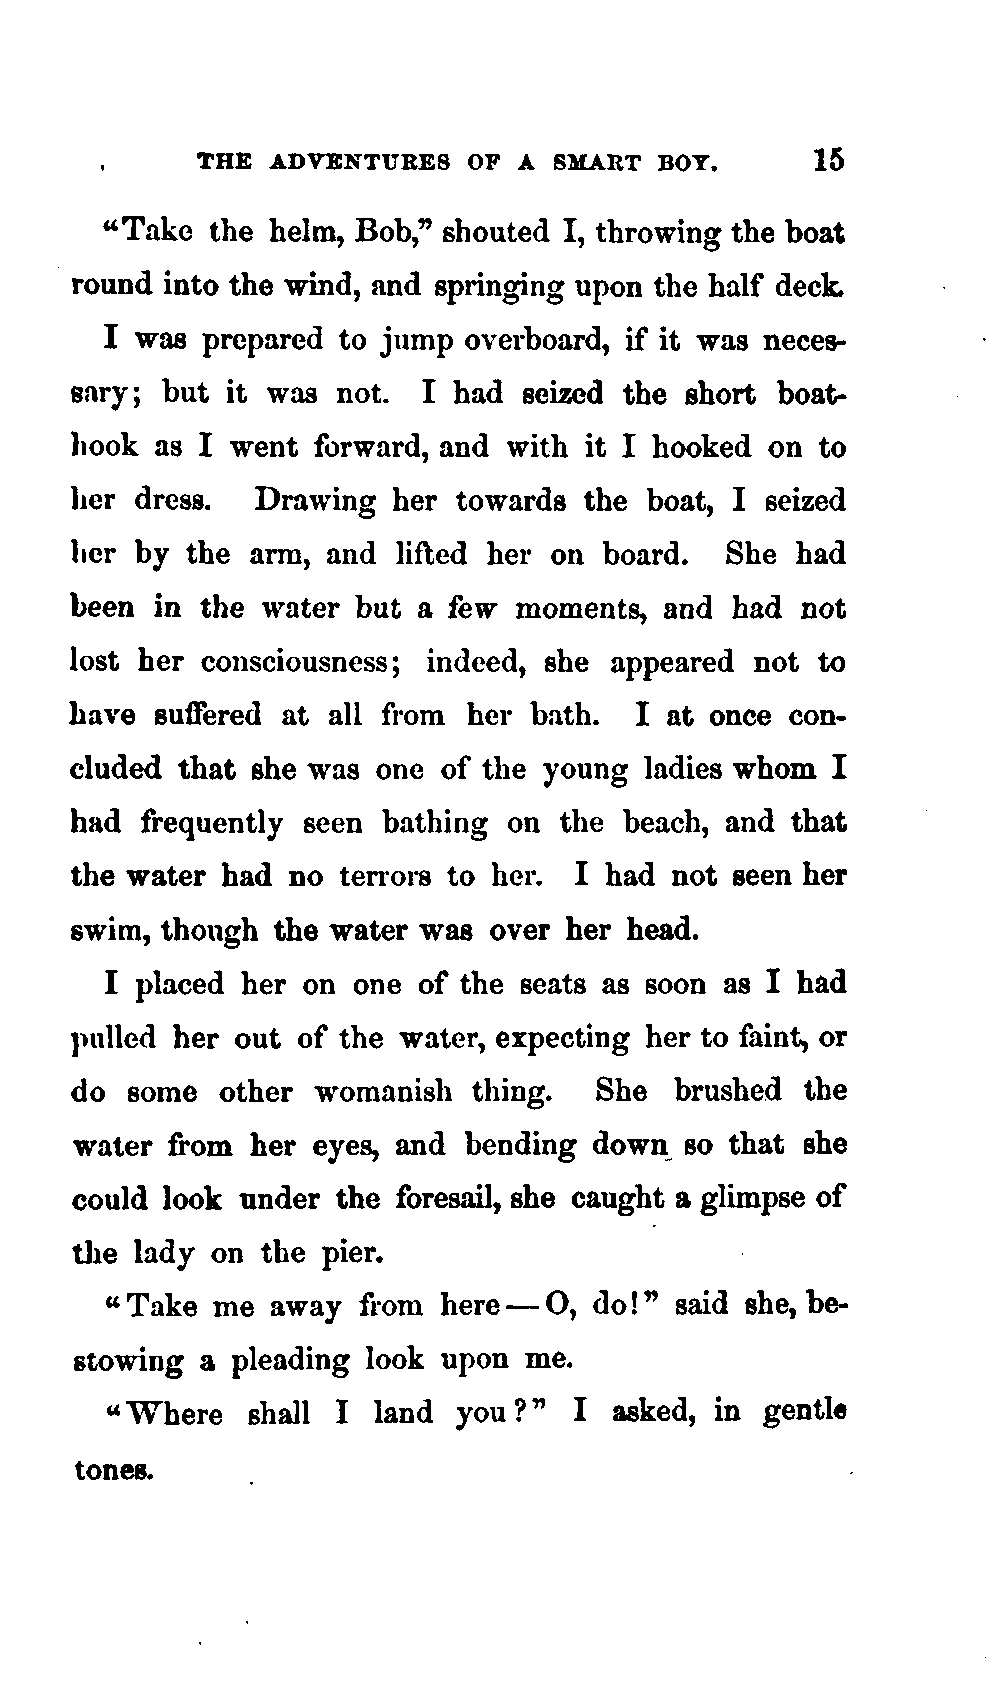 THE ADVENTURES OF A SMART BOY. 15
"Take the helm, Bob," shouted I, throwing the boat
round into the wind, and springing upon the half deck.
I was prepared to jump overboard, if it was neces-
sary; but it was not. I had seized the short boat-
hook as I went forward, and with it I hooked on to
her dress. Drawing her towards the boat, I seized
her by the arm, and lifted her on board. She had
been in the water but a few moments, and had not
lost her consciousness; indeed, she appeared not to
have suffered at all from her bath. I at once con-
cluded that she was one of the young ladies whom I
had frequently seen bathing on the beach, and that
the water had no terrors to her. I had not seen her
swim, though the water was over her head.
I placed her on one of the seats as soon as I had
pulled her out of the water, expecting her to faint, or
do some other womanish thing. She brushed the
water from her eyes, and bending down so that she
could look under the foresail, she caught a glimpse of
the lady on the pier.
"Take me away from here — O, do!" said she, be-
stowing a pleading look upon me.
"Where shall I land you?" I asked, in gentle
tones.